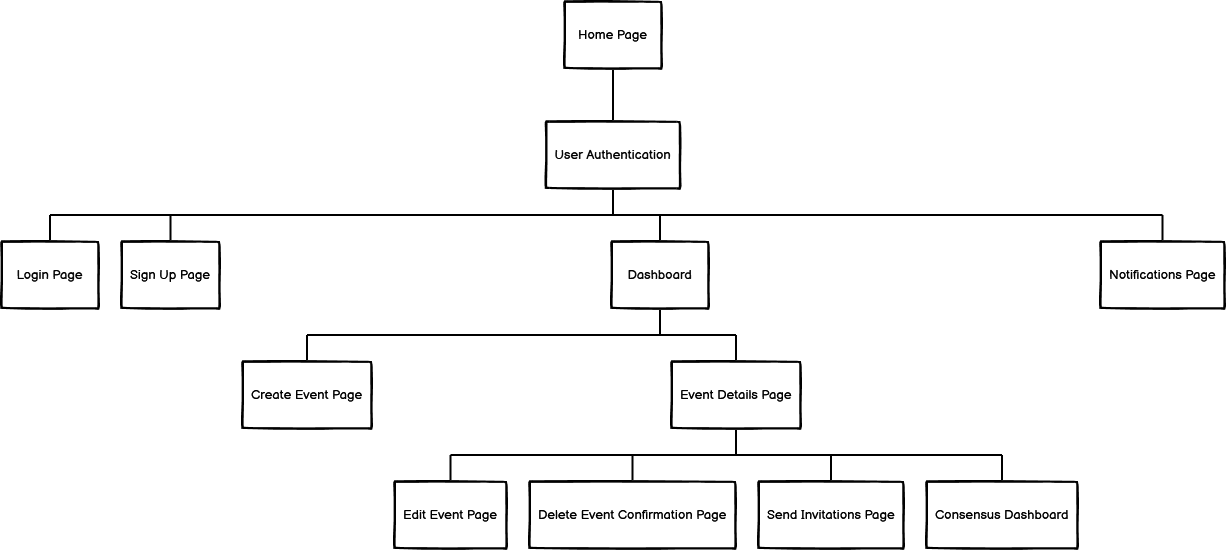 Home Page
User Authentication
Login Page
Sign Up Page
Dashboard
Notifications Page
Create Event Page
Event Details Page
Edit Event Page
Delete Event Confirmation Page
Send Invitations Page
Consensus Dashboard